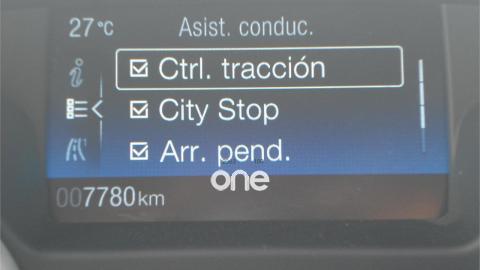 27°C Asist. conduc.
Ctrl. tracción
City Stop
Arr. pend.
one
007780km